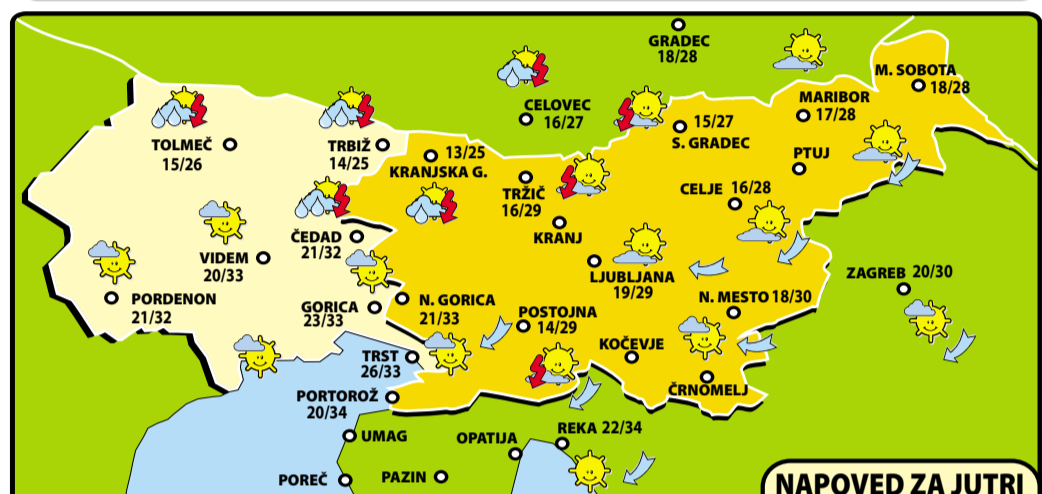 GRADEC
18/28
M. SOBOTA
18/28
CELOVEC
16/27
MARIBOR
17/28
15/27
S. GRADEC
TOLMEČ
15/26
TRBIŽ
14/25
13/25
KRANJSKA G.
PTUJ
TRŽIČ
16/29
CELJE 16/28
KRANJ
ČEDAD
21/32
VIDEM
20/33
LJUBLJANA
19/29
ZAGREB 20/30
PORDENON
21/32
GORICA
23/33
N. GORICA
21/33
POSTOJNA
14/29
N. MESTO 18/30
KOČEVJE
TRST
26/33
ČRNOMELJ
PORTOROŽ
20/34
UMAG
OPATIJA
REKA 22/34
POREČ
PAZIN
NAPOVED ZA JUTRI